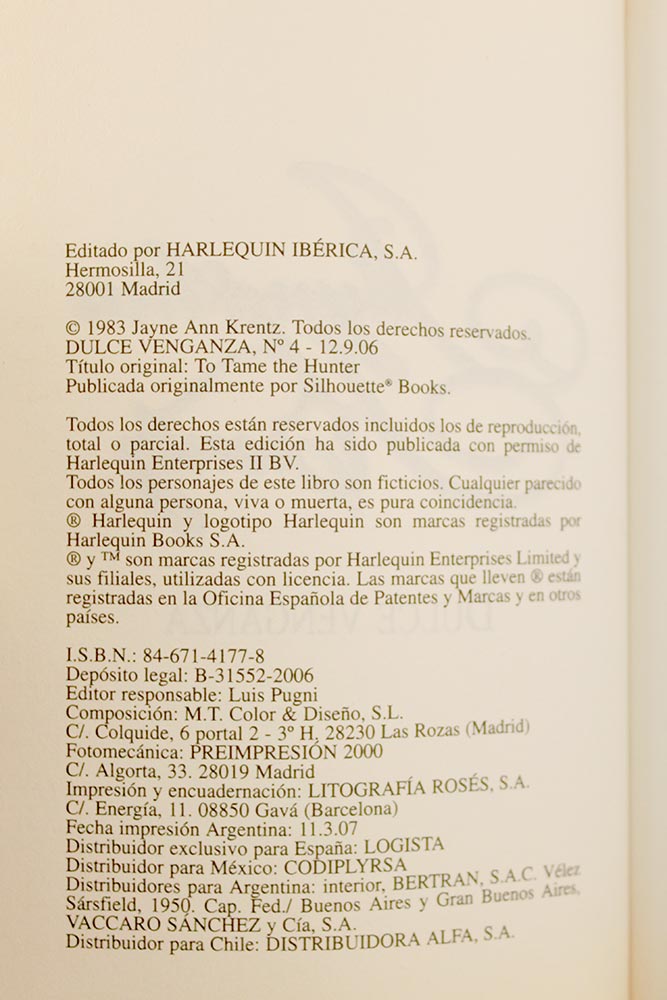 Editado por HARLEQUIN IBÉRICA, S.A.
Hermosilla, 21
28001 Madrid
© 1983 Jayne Ann Krentz. Todos los derechos reservados.
DULCE VENGANZA, Nº 4 - 12.9.06
Título original: To Tame the Hunter
Publicada originalmente por Silhouette® Books.
Todos los derechos están reservados incluidos los de reproducción,
total o parcial. Esta edición ha sido publicada con permiso de
Harlequin Enterprises II BV.
Todos los personajes de este libro son ficticios. Cualquier parecido
con alguna persona, viva o muerta, es pura coincidencia.
® Harlequin y logotipo Harlequin son marcas registradas por
Harlequin Books S.A.
® y ™ son marcas registradas por Harlequin Enterprises Limited y
sus filiales, utilizadas con licencia. Las marcas que lleven ® están
registradas en la Oficina Española de Patentes y Marcas y en otros
países.
I.S.B.N.: 84-671-4177-8
Depósito legal: B-31552-2006
Editor responsable: Luis Pugni
Composición: M.T. Color & Diseño, S.L.
C/. Colquide, 6 portal 2 - 3º H, 28230 Las Rozas (Madrid)
Fotomecánica: PREIMPRESIÓN 2000
C/. Algorta, 33. 28019 Madrid
Impresión y encuadernación: LITOGRAFÍA ROSÉS, S.A.
C/. Energía, 11. 08850 Gavá (Barcelona)
Fecha impresión Argentina: 11.3.07
Distribuidor exclusivo para España: LOGISTA
Distribuidor para México: CODIPLYRSA
Distribuidores para Argentina: interior, BERTRAN, S.A.C. Vélez
Sársfield, 1950. Cap. Fed./ Buenos Aires y Gran Buenos Aires,
VACCARO SÁNCHEZ y Cía, S.A.
Distribuidor para Chile: DISTRIBUIDORA ALFA, S.A.